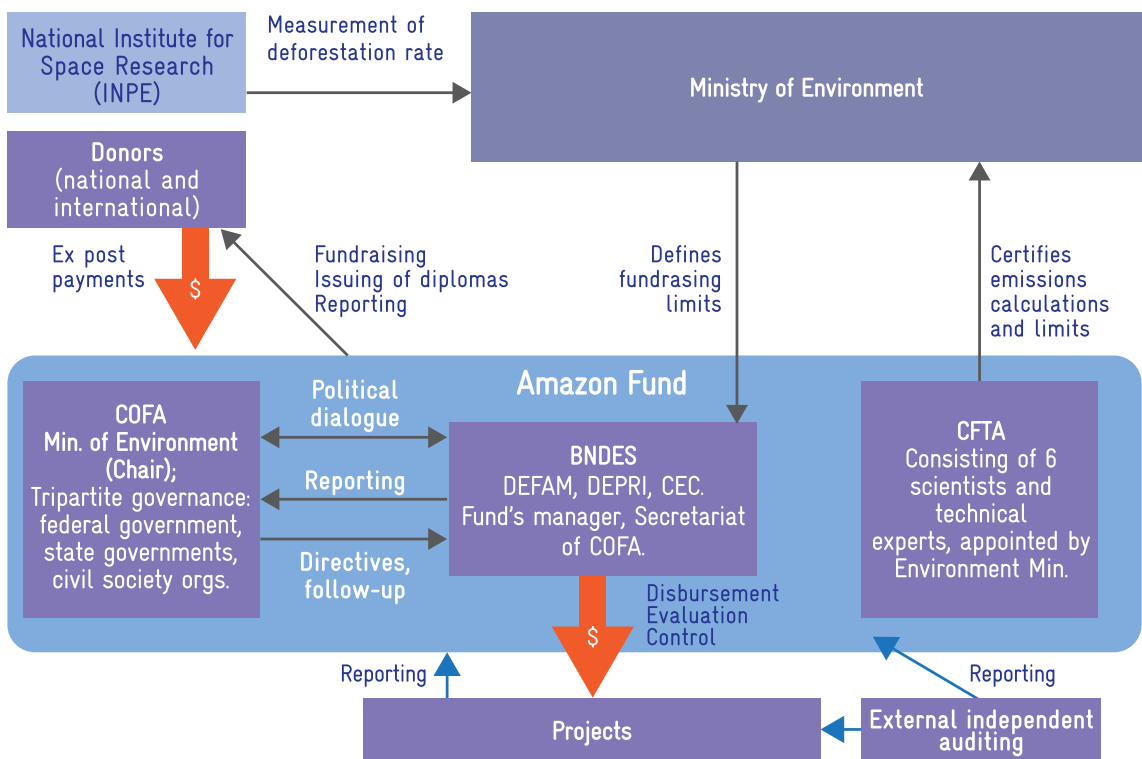 National Institute for
Space Research
(INPE)
Measurement of
deforestation rate
Ministry of Environment
Donors
(national and
international)
Ex post
payments
$
Fundraising
Issuing of diplomas
Reporting
Defines
fundrasing
limits
Certifies
emissions
calculations
and limits
Amazon Fund
COFA
Min. of Environment
(Chair);
Tripartite governance:
federal government,
state governments,
civil society orgs.
Political
dialogue
Reporting
Directives,
follow-up
BNDES
DEFAM, DEPRI, CEC.
Fund's manager, Secretariat
of COFA.
CFTA
Consisting of 6
scientists and
technical
experts, appointed by
Environment Min.
$
Disbursement
Evaluation
Control
Reporting
Reporting
Projects
External independent
auditing